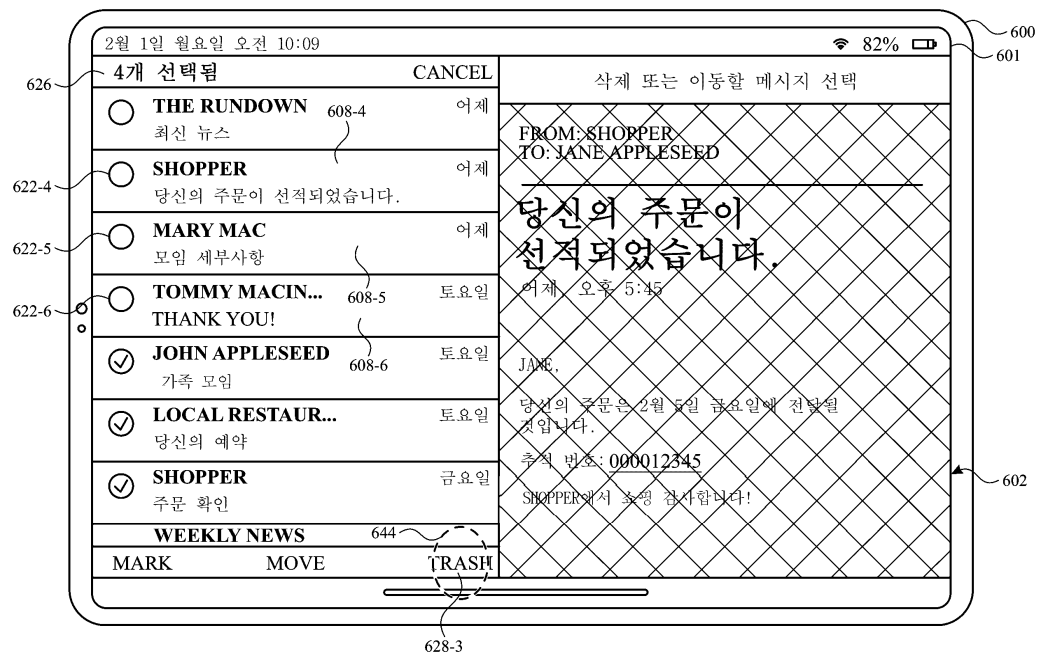 2월 1일 월요일 오전 10:09
82%
600
601
626
4개 선택됨
CANCEL
삭제 또는 이동할 메시지 선택
THE RUNDOWN
어제
최신 뉴스
608-4
622-4
SHOPPER
어제
당신의 주문이 선적되었습니다.
622-5
MARY MAC
어제
모임 세부사항
608-5
622-6
TOMMY MACIN...
토요일
THANK YOU!
608-6
JOHN APPLESEED
토요일
가족 모임
LOCAL RESTAUR...
토요일
당신의 예약
SHOPPER
금요일
주문 확인
WEEKLY NEWS
644
MARK
MOVE
TRASH
628-3
FROM: SHOPPER
TO: JANE APPLESEED
당신의 주문이
선적되었습니다.
어제, 오후 5:45
JANE,
당신의 주문은 2월 5일 금요일에 전달될
것입니다.
추적 번호: 000012345
SHOPPER에서 쇼핑 감사합니다!
602